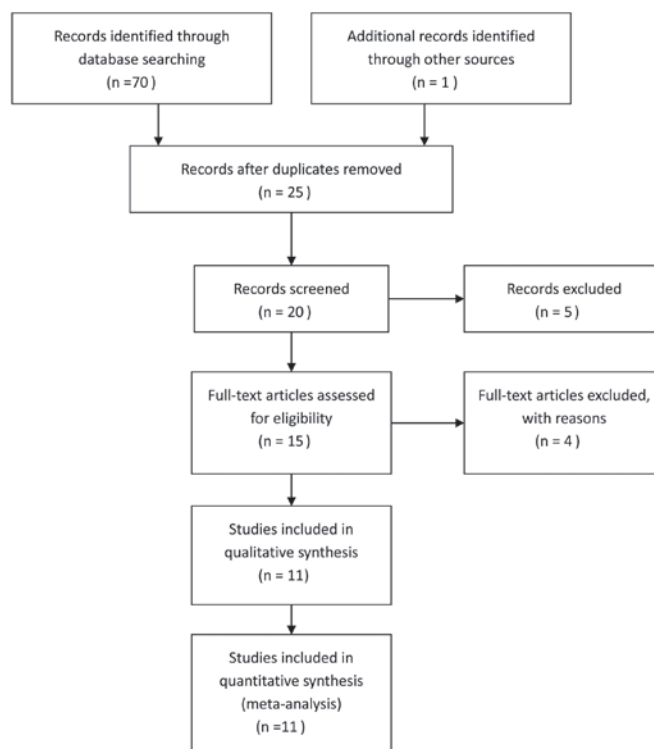 Records identified through
database searching
(n =70 )
Additional records identified
through other sources
(n = 1 )
Records after duplicates removed
(n = 25 )
Records screened
(n = 20 )
Records excluded
(n = 5 )
Full-text articles assessed
for eligibility
(n = 15 )
Full-text articles excluded,
with reasons
(n = 4 )
Studies included in
qualitative synthesis
(n = 11)
Studies included in
quantitative synthesis
(meta-analysis)
(n =11 )